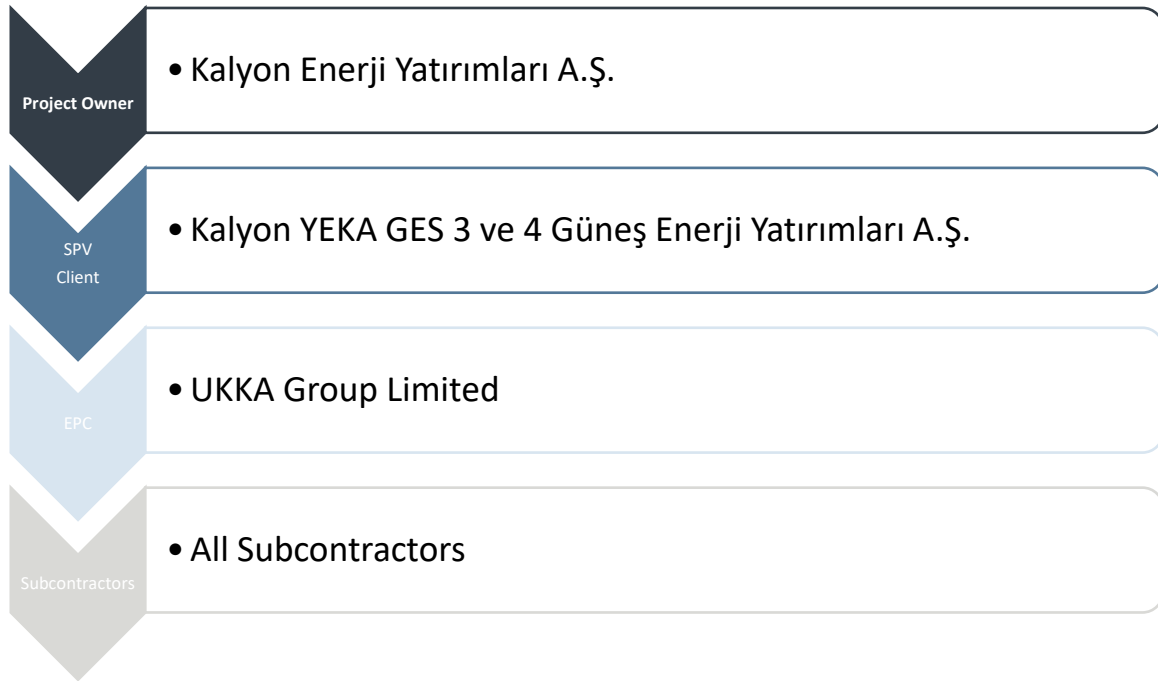 Project Owner
• Kalyon Enerji Yatırımları A.Ş.
SPV
Client
• Kalyon YEKA GES 3 ve 4 Güneş Enerji Yatırımları A.Ş.
EPC
• UKKA Group Limited
Subcontractors
• All Subcontractors